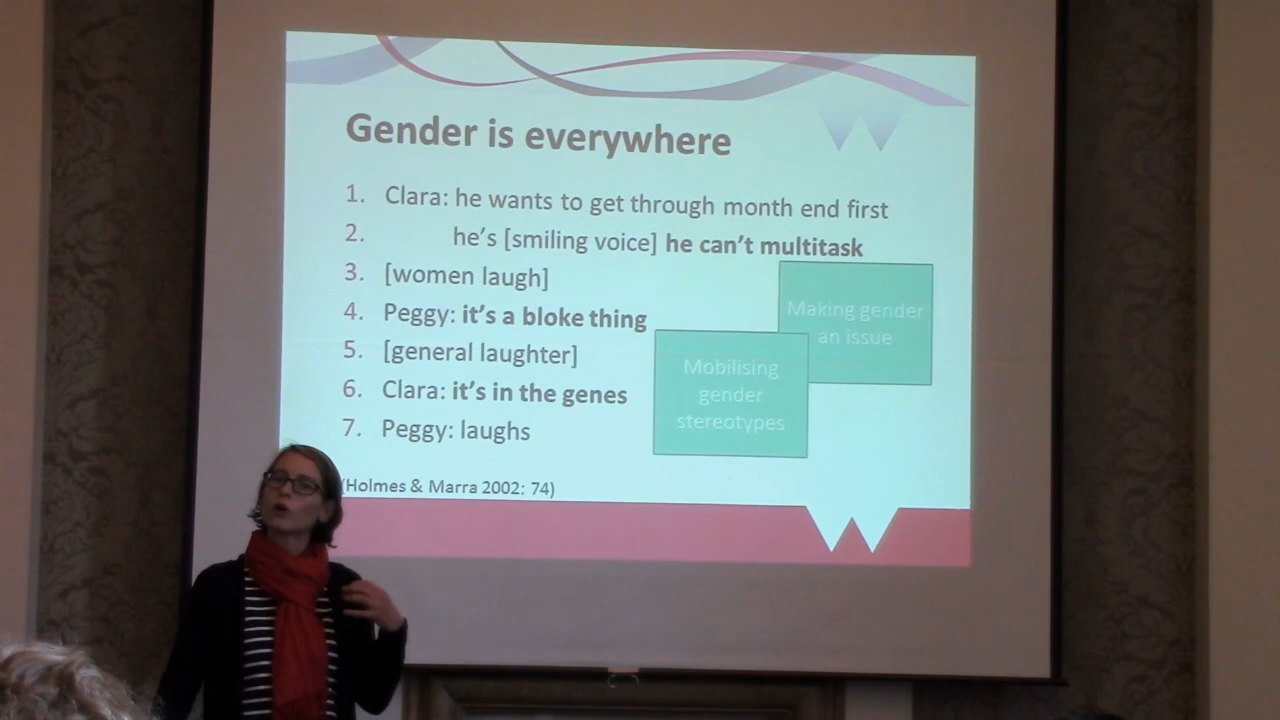 Gender is everywhere
1. Clara: he wants to get through month end first
2. he's [smiling voice] he can't multitask
3. [women laugh]
4. Peggy: it's a bloke thing
5. [general laughter]
6. Clara: it's in the genes
7. Peggy: laughs
Making gender
an issue
Mobilising
gender
stereotypes
(Holmes & Marra 2002: 74)